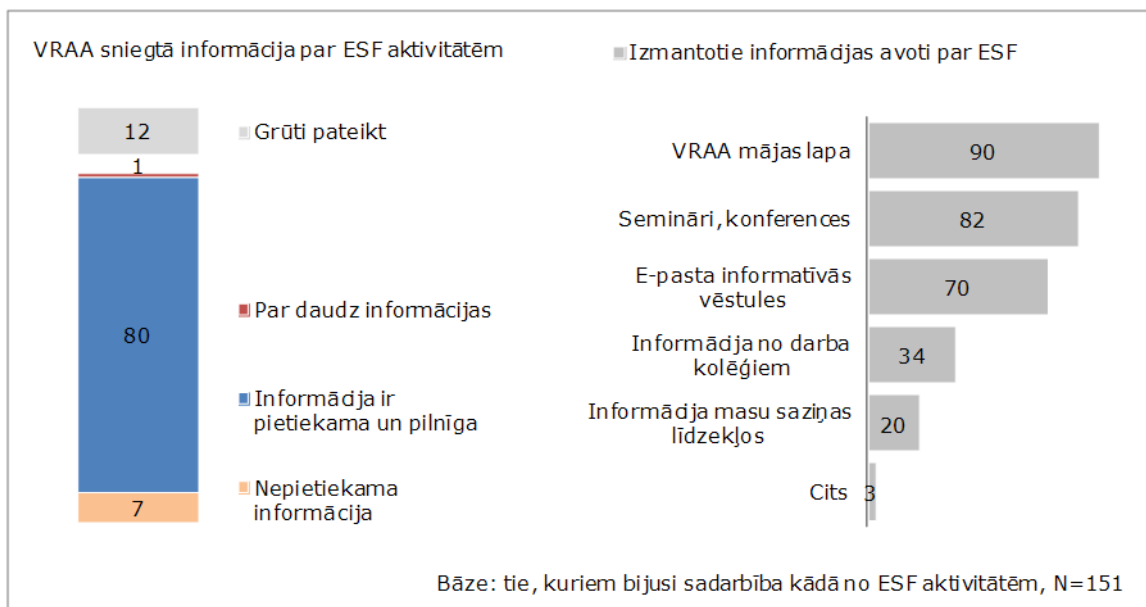 VRAA sniegtā informācija par ESF aktivitātēm
12
1
80
7
Grūti pateikt
Par daudz informācijas
Informācija ir
pietiekama un pilnīga
Nepietiekama
informācija
Izmantotie informācijas avoti par ESF
VRAA mājas lapa
90
Semināri, konferences
82
E-pasta informatīvās
vēstules
70
Informācija no darba
kolēģiem
34
Informācija masu saziņas
līdzekļos
20
Cits
3
Bāze: tie, kuriem bijusi sadarbība kādā no ESF aktivitātēm, N=151